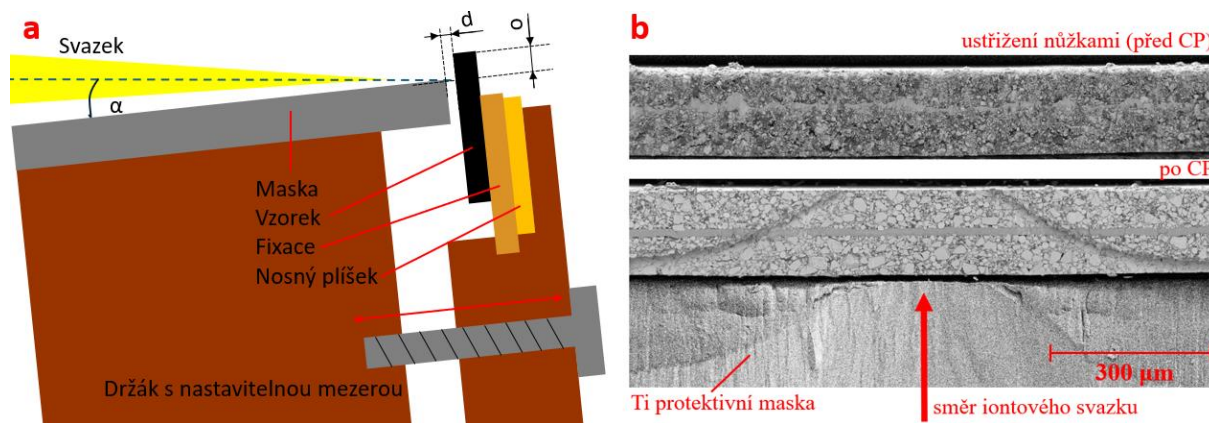 a
Svazek
α
d
o
Maska
Vzorek
Fixace
Nosný plíšek
Držák s nastavitelnou mezerou
b
ustřižení nůžkami (před CP)
po CP
300 µm
Ti protektivní maska
směr iontového svazku